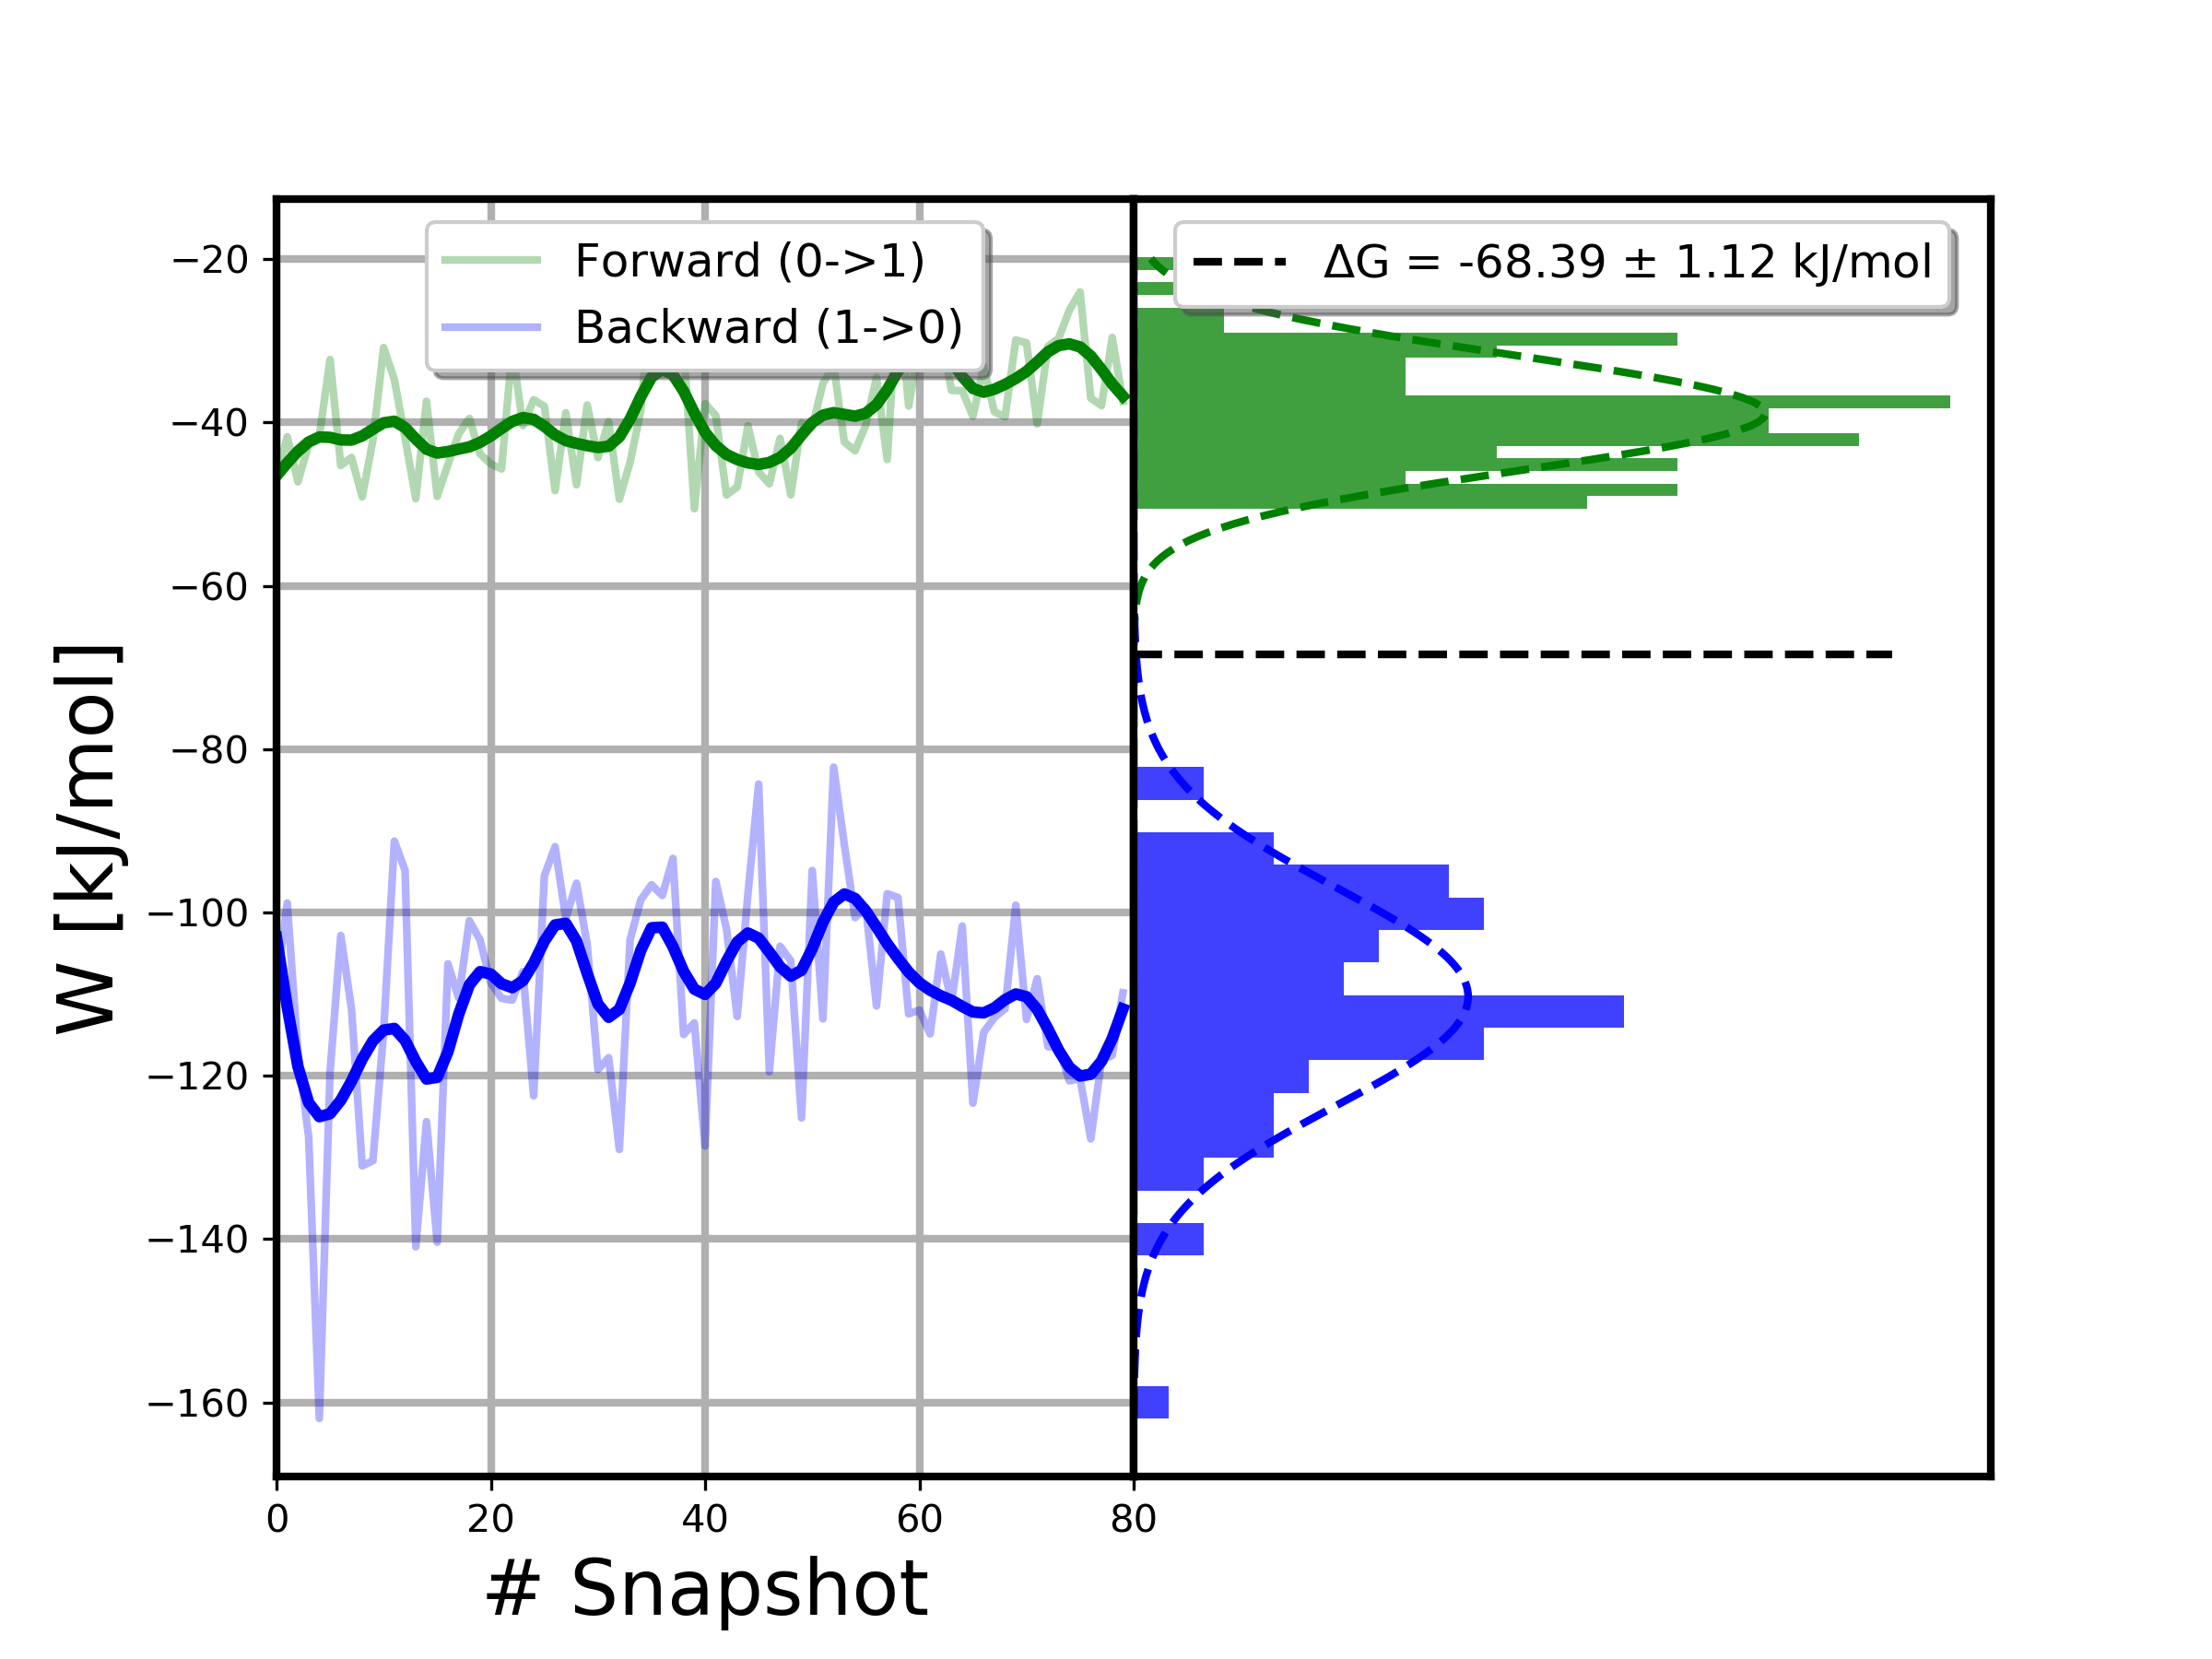 Forward (0->1)
Backward (1->0)
ΔG = -68.39 ± 1.12 kJ/mol
−20
−40
−60
−80
−100
−120
−140
−160
W [kJ/mol]
0 20 40 60 80
# Snapshot